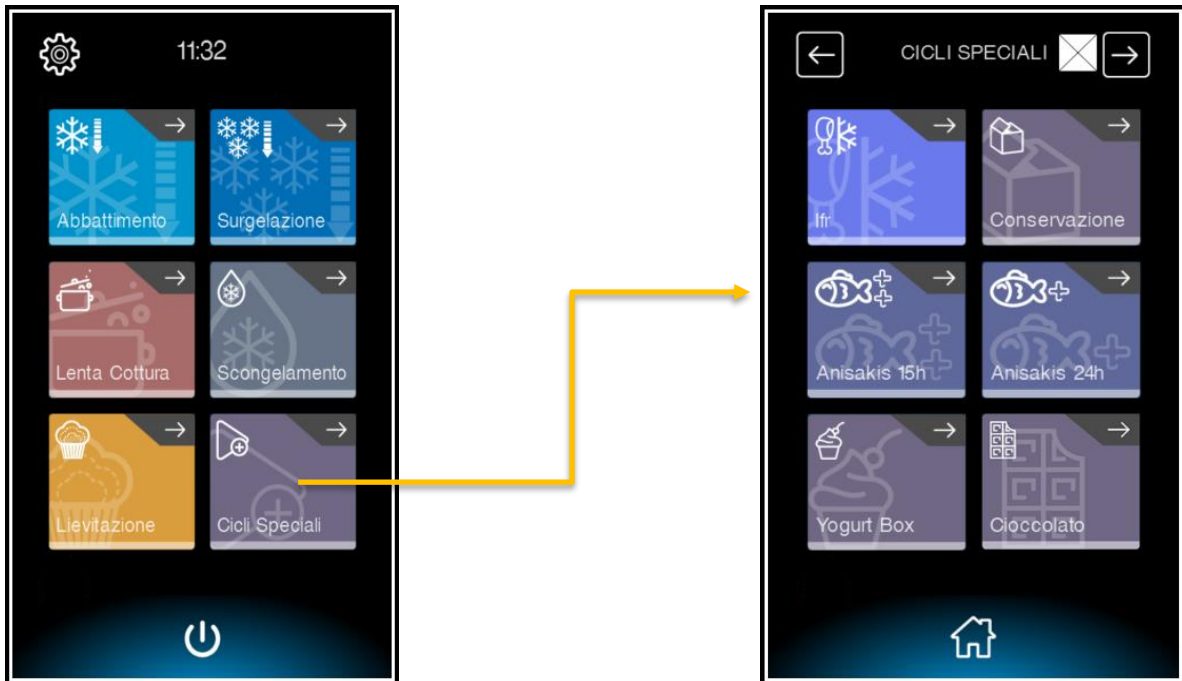 11:32
Abbattimento
Surgelazione
Lenta Cottura
Scongelamento
Lievitazione
Cicli Speciali
CICLI SPECIALI
Ifr
Conservazione
Anisakis 15h
Anisakis 24h
Yogurt Box
Cioccolato